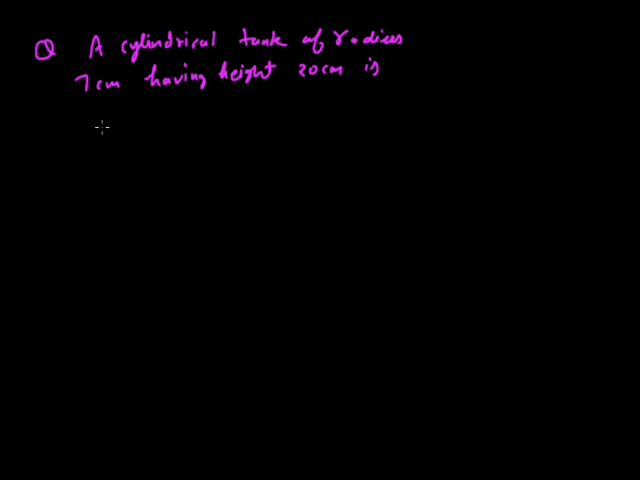 Q A cylindrical tank of radius
7cm having height 20cm is